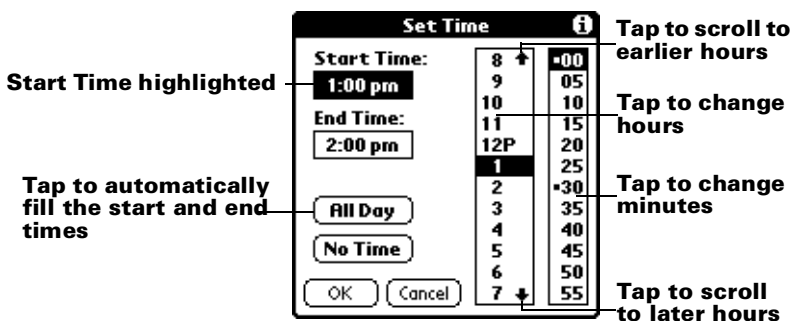 Set Time
i
Start Time:
1:00 pm
End Time:
2:00 pm
All Day
No Time
OK
Cancel
8
9
10
11
12P
1
2
3
4
5
6
7
00
05
10
15
20
25
30
35
40
45
50
55
Start Time highlighted
Tap to automatically
fill the start and end
times
Tap to scroll to
earlier hours
Tap to change
hours
Tap to change
minutes
Tap to scroll
to later hours